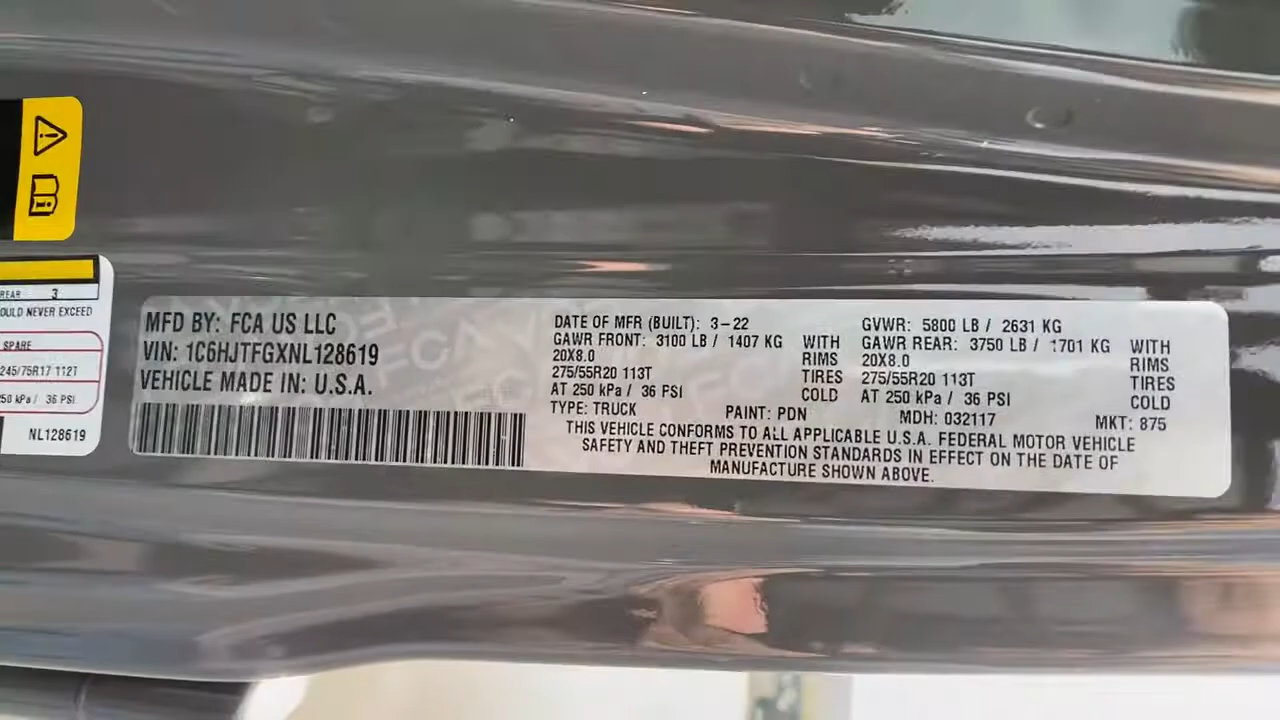 REAR 3
OULD NEVER EXCEED
SPARE
245/75R17 112T
250 kPa / 36 PSI
NL128619
MFD BY: FCA US LLC
VIN: 1C6HJTFGXNL128619
VEHICLE MADE IN: U.S.A.
DATE OF MFR (BUILT): 3-22
GAWR FRONT: 3100 LB / 1407 KG WITH
20X8.0 RIMS
275/55R20 113T TIRES
AT 250 kPa / 36 PSI COLD
GVWR: 5800 LB / 2631 KG
GAWR REAR: 3750 LB / 1701 KG WITH
20X8.0 RIMS
275/55R20 113T TIRES
AT 250 kPa / 36 PSI COLD
TYPE: TRUCK PAINT: PDN MDH: 032117 MKT: 875
THIS VEHICLE CONFORMS TO ALL APPLICABLE U.S.A. FEDERAL MOTOR VEHICLE
SAFETY AND THEFT PREVENTION STANDARDS IN EFFECT ON THE DATE OF
MANUFACTURE SHOWN ABOVE.